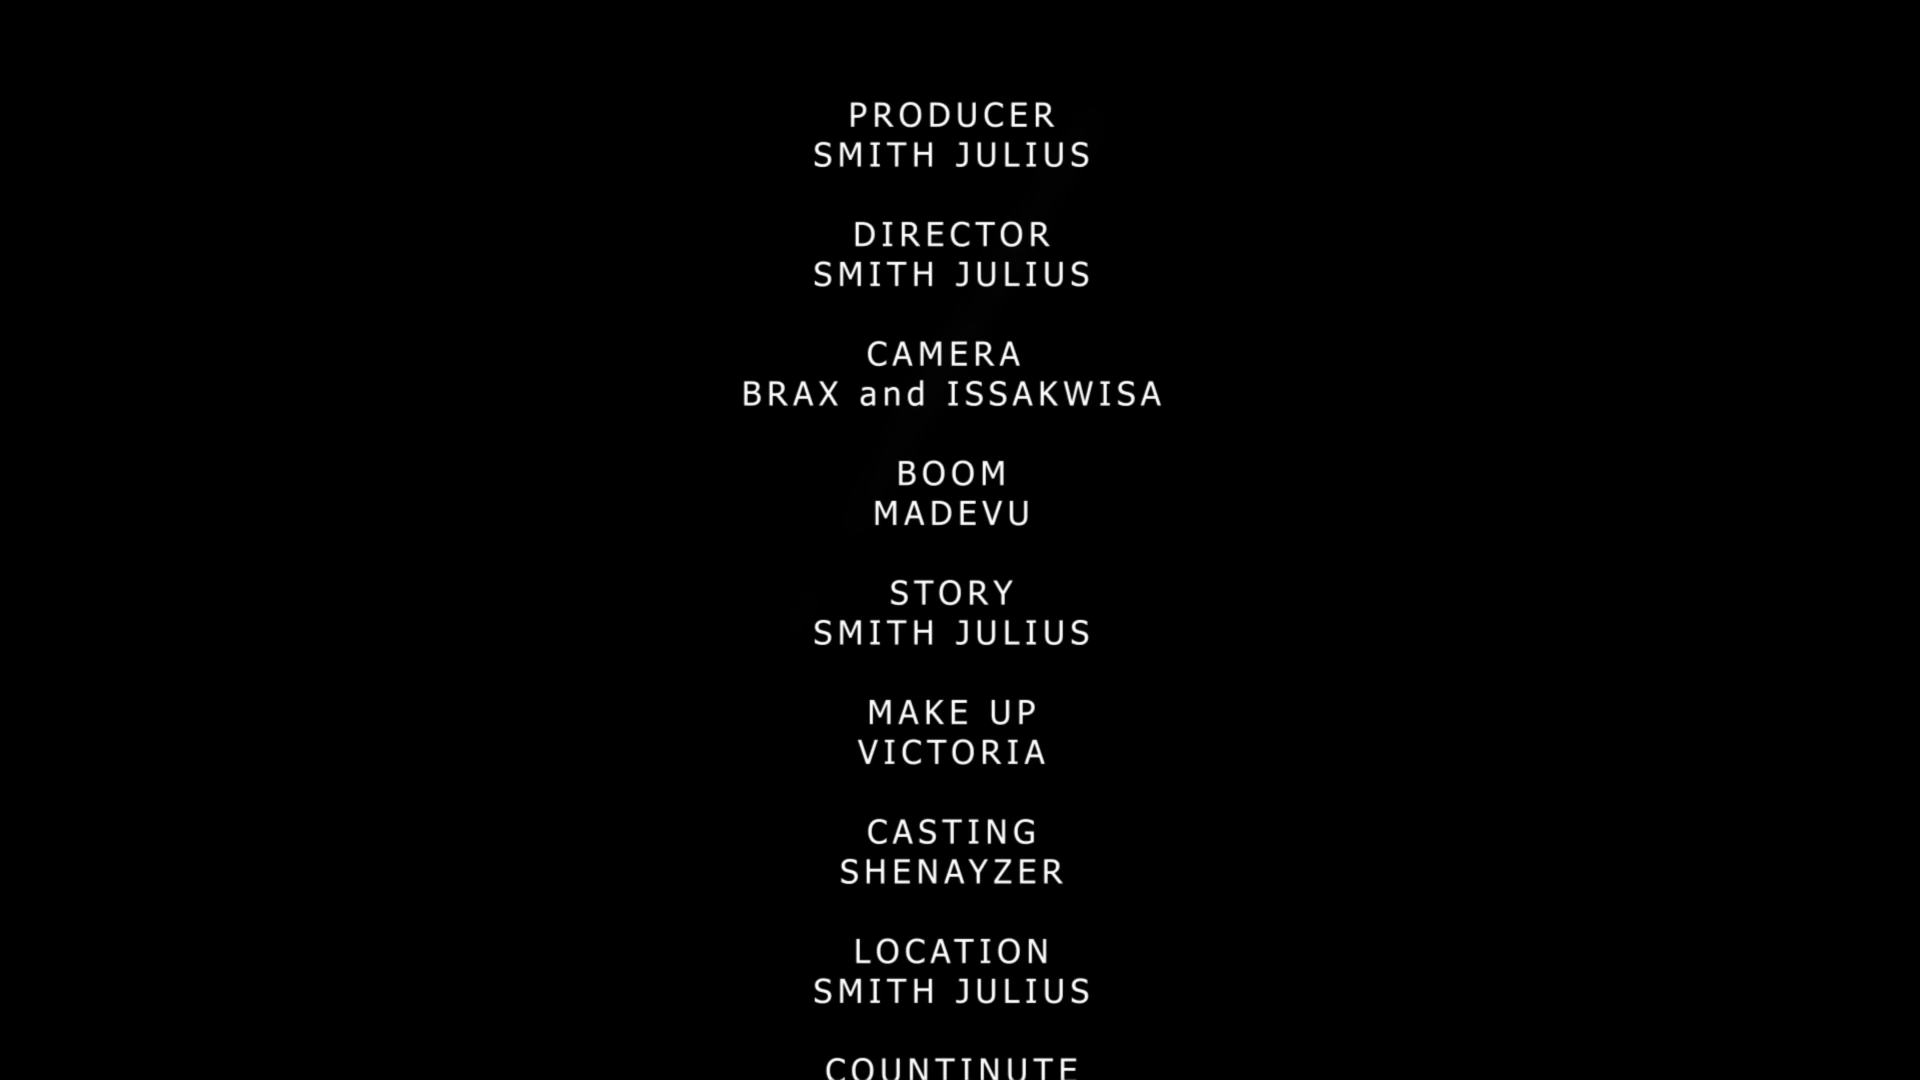 PRODUCER
SMITH JULIUS
DIRECTOR
SMITH JULIUS
CAMERA
BRAX and ISSAKWISA
BOOM
MADEVU
STORY
SMITH JULIUS
MAKE UP
VICTORIA
CASTING
SHENAYZER
LOCATION
SMITH JULIUS
COUNTINUTE